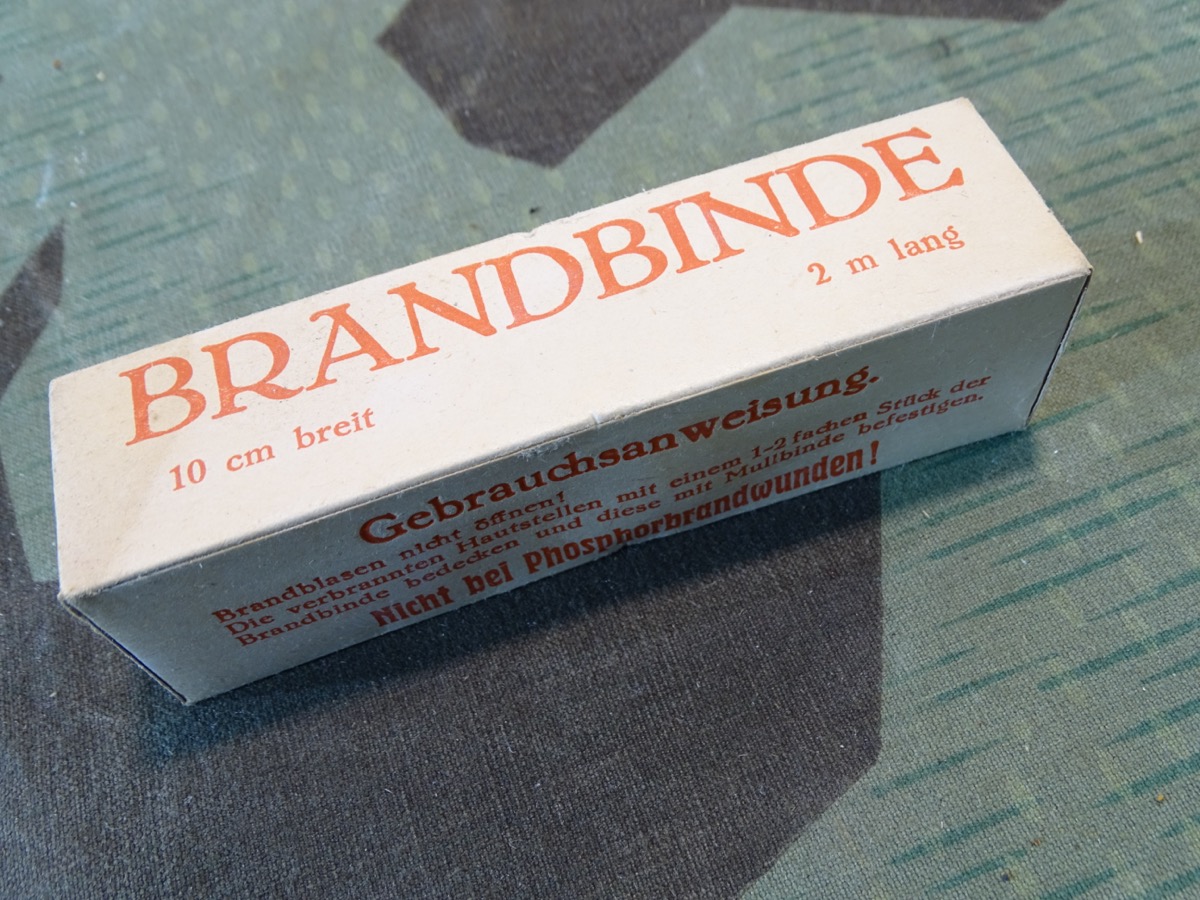 BRANDBINDE
10 cm breit 2 m lang
Gebrauchsanweisung.
Brandblasen nicht öffnen!
Die verbrannten Hautstellen mit einem 1-2 fachen Stück der
Brandbinde bedecken und diese mit Mullbinde befestigen.
Nicht bei Phosphorbrandwunden!